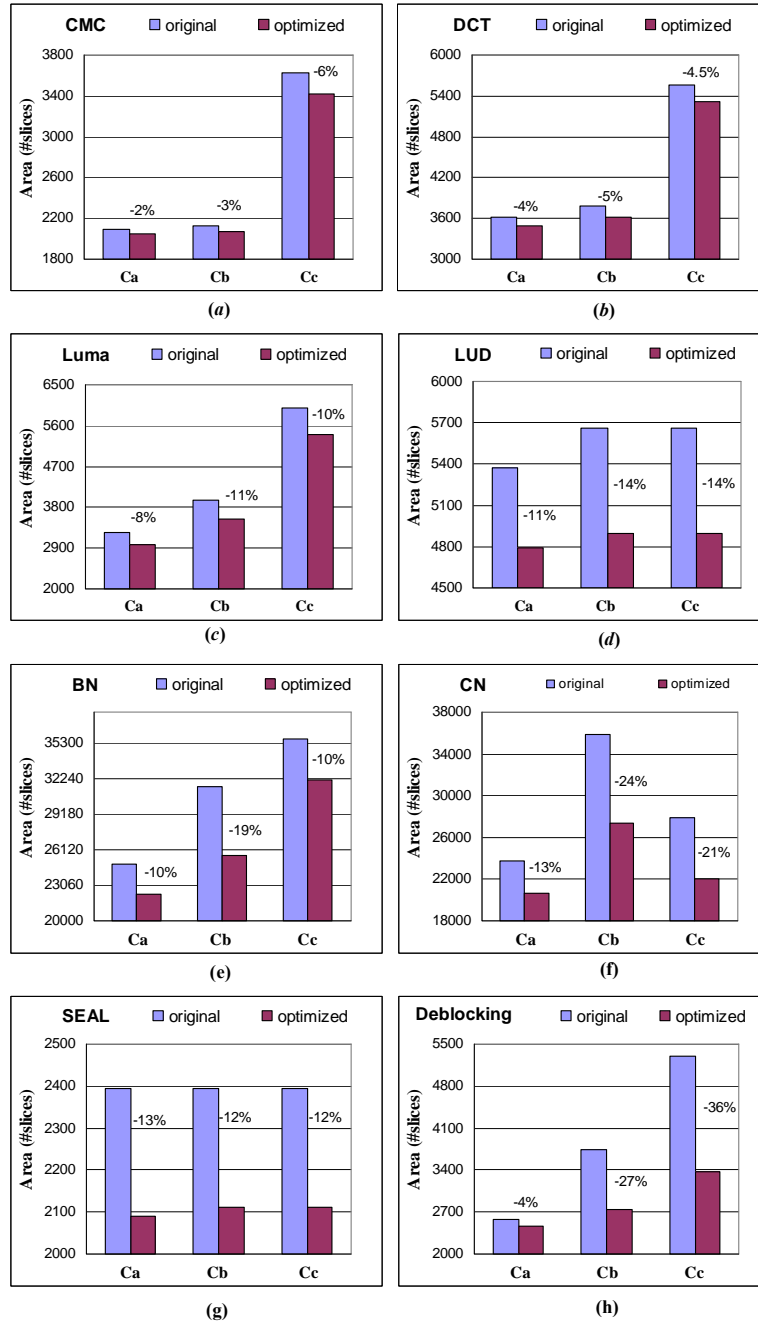 CMC original optimized
Area (#slices)
3800
3400
3000
2600
2200
1800
-2%
-3%
-6%
Ca Cb Cc
(a)
DCT original optimized
Area (#slices)
6000
5400
4800
4200
3600
3000
-4%
-5%
-4.5%
Ca Cb Cc
(b)
Luma original optimized
Area (#slices)
6500
5600
4700
3800
2900
2000
-8%
-11%
-10%
Ca Cb Cc
(c)
LUD original optimized
Area (#slices)
6000
5700
5400
5100
4800
4500
-11%
-14%
-14%
Ca Cb Cc
(d)
BN original optimized
Area (#slices)
35300
32240
29180
26120
23060
20000
-10%
-19%
-10%
Ca Cb Cc
(e)
CN original optimized
Area (#slices)
38000
34000
30000
26000
22000
18000
-13%
-24%
-21%
Ca Cb Cc
(f)
SEAL original optimized
Area (#slices)
2500
2400
2300
2200
2100
2000
-13%
-12%
-12%
Ca Cb Cc
(g)
Deblocking original optimized
Area (#slices)
5500
4800
4100
3400
2700
2000
-4%
-27%
-36%
Ca Cb Cc
(h)